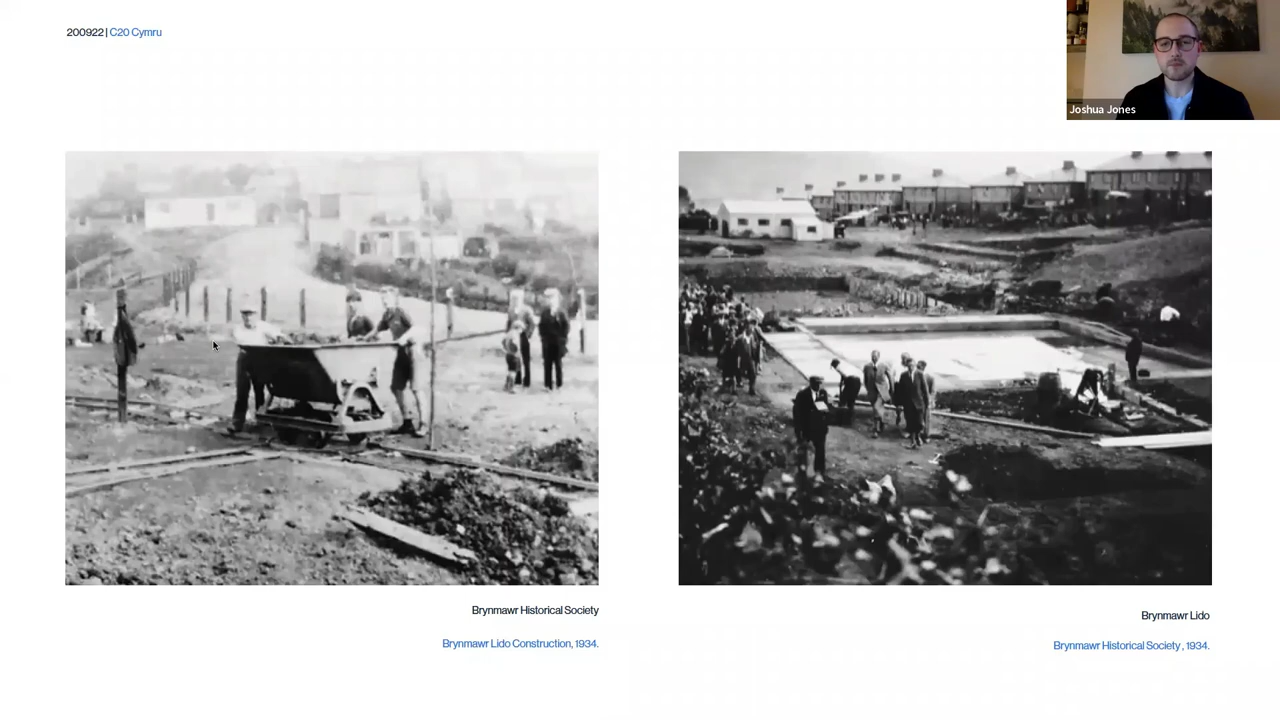 200922 | C20 Cymru
Joshua Jones
Brynmawr Historical Society
Brynmawr Lido Construction, 1934.
Brynmawr Lido
Brynmawr Historical Society , 1934.